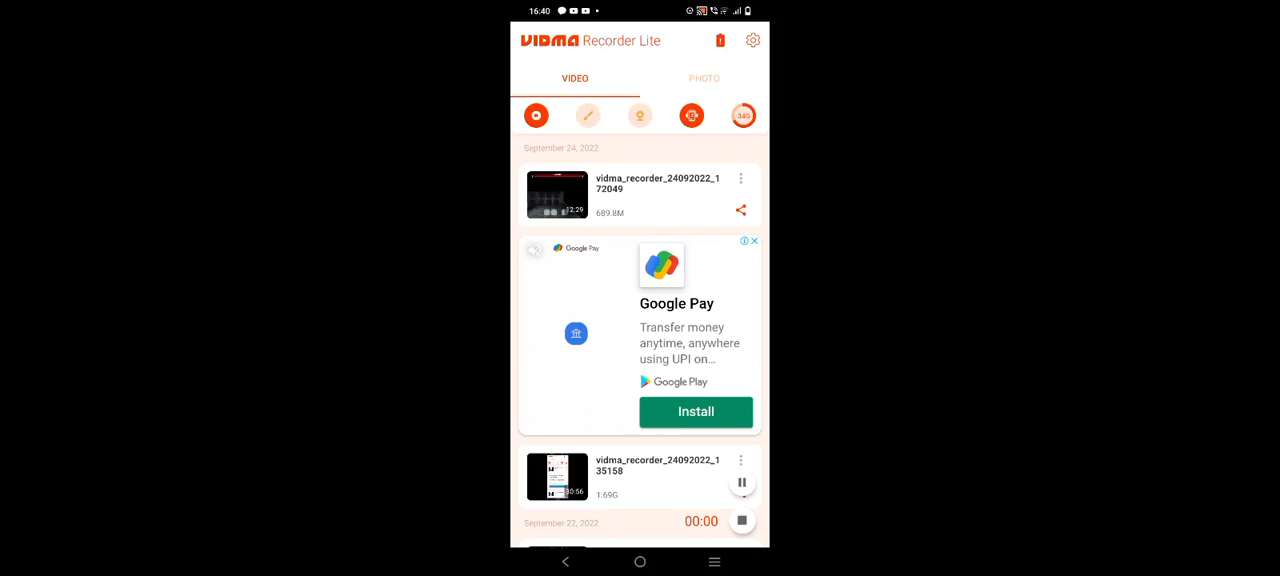 16:40
VIDMA Recorder Lite
VIDEO
PHOTO
34G
September 24, 2022
vidma_recorder_24092022_1
72049
12:29
689.8M
Google Pay
Google Pay
Transfer money
anytime, anywhere
using UPI on...
Google Play
Install
vidma_recorder_24092022_1
35158
30:56
1.69G
September 22, 2022
00:00